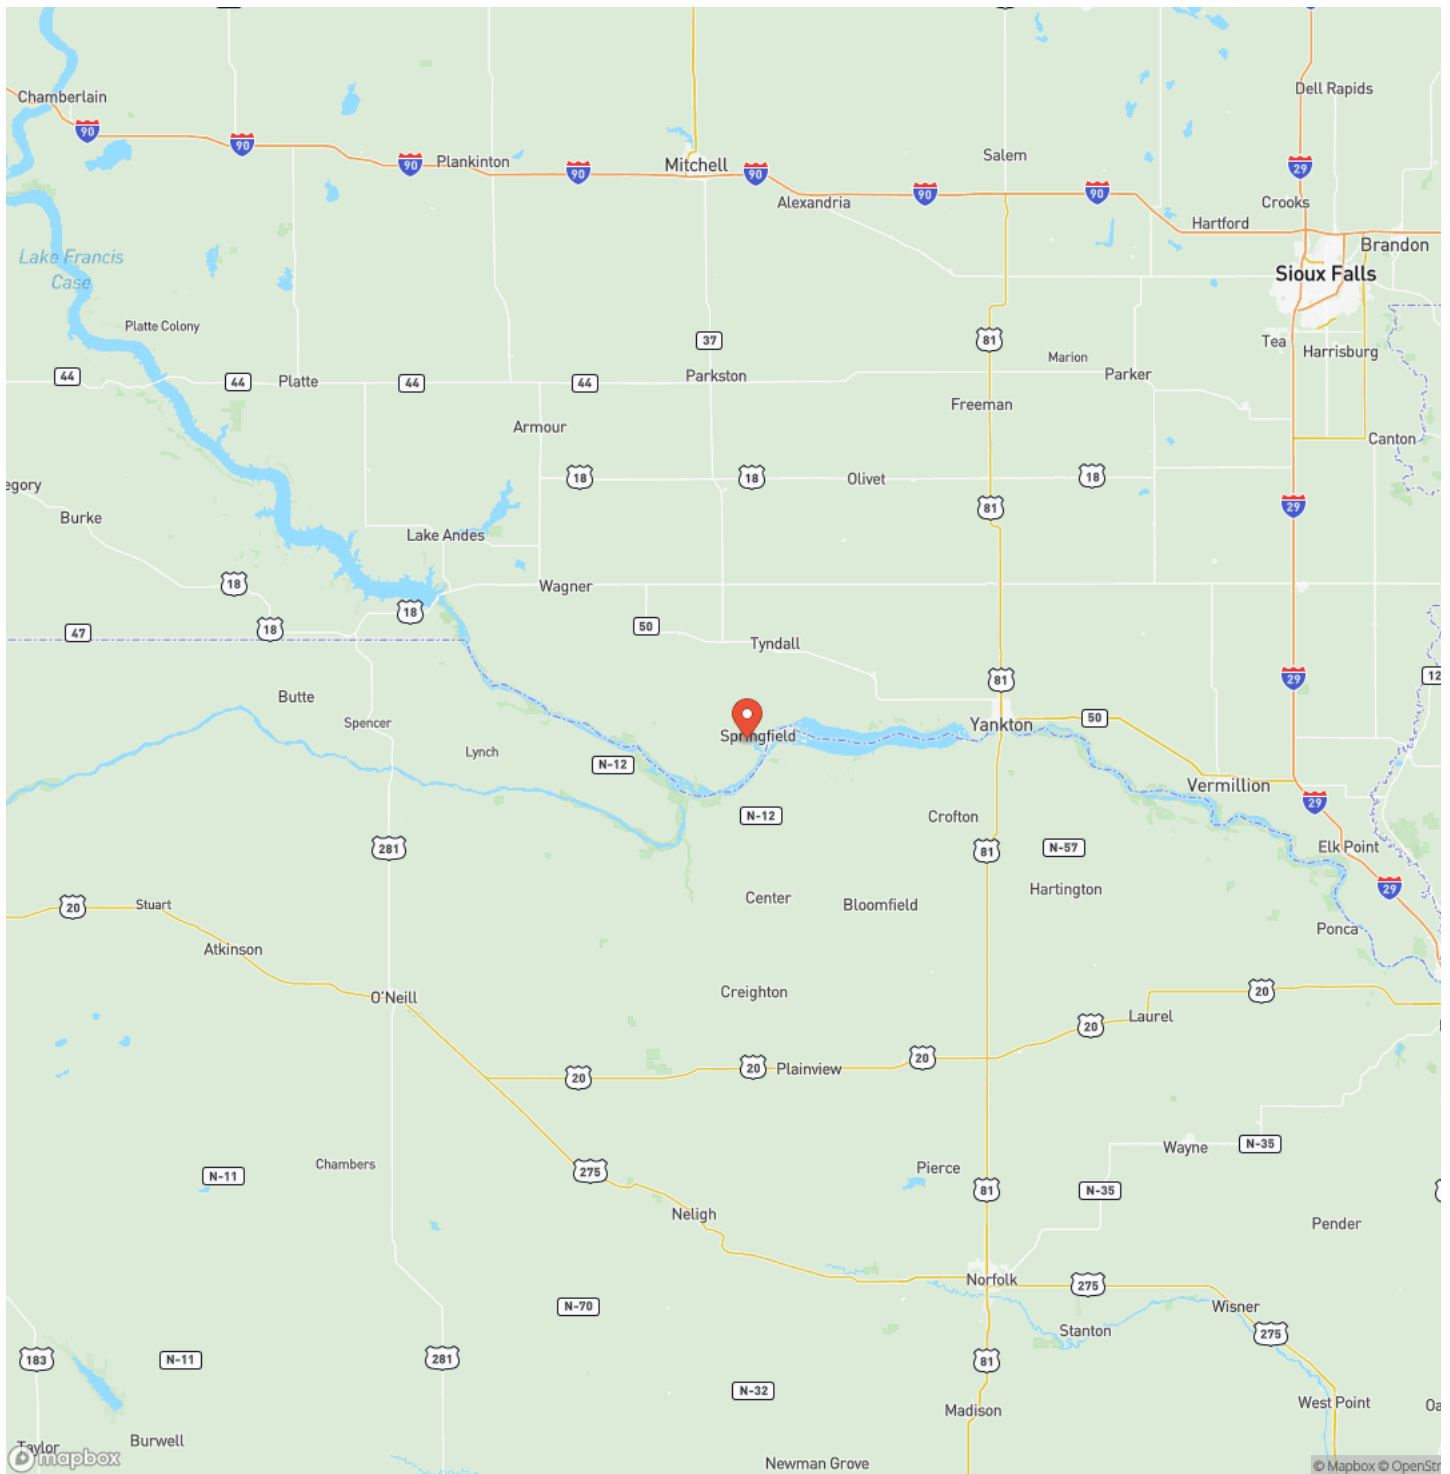 Chamberlain
Dell Rapids
90
90
90
Plankinton
90
Mitchell
90
Salem
90
90
29
Alexandria
Crooks
Hartford
Brandon
Lake Francis
Case
Sioux Falls
Platte Colony
37
81
Tea
Harrisburg
Marion
44
44
Platte
44
44
Parkston
Parker
Freeman
Armour
Canton
egory
18
18
Olivet
18
Burke
81
29
Lake Andes
18
Wagner
18
47
18
50
Tyndall
81
29
12
Butte
Spencer
Springfield
Yankton
50
Lynch
N-12
Vermillion
29
N-12
Crofton
281
81
N-57
Elk Point
Hartington
29
Center
Bloomfield
20
Stuart
Ponca
Atkinson
O'Neill
Creighton
20
Laurel
20
20
20
20
Plainview
Wayne
N-35
Chambers
Pierce
N-11
275
81
N-35
Neligh
Pender
Norfolk
275
N-70
Wisner
Stanton
275
183
N-11
281
81
N-32
West Point
Madison
Oa
Taylor
Burwell
mapbox
Newman Grove
© Mapbox © OpenStr